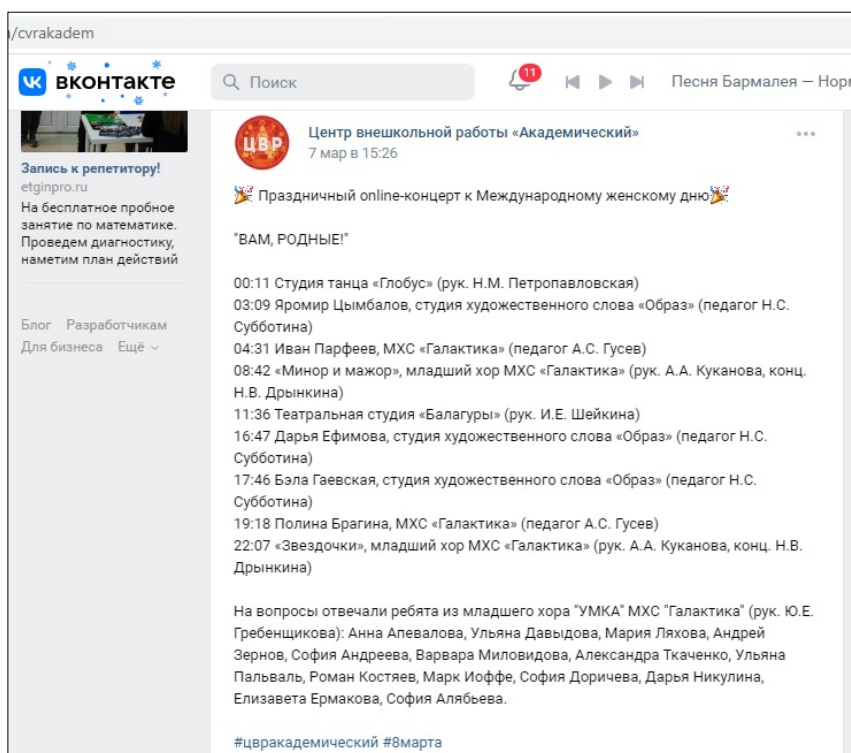 /cvrakadem
вконтакте
Поиск
11
Песня Бармалея — Нор
Запись к репетитору!
etginpro.ru
На бесплатное пробное
занятие по математике.
Проведем диагностику,
наметим план действий
Блог Разработчикам
Для бизнеса Ещё
ЦВР
Центр внешкольной работы «Академический»
7 мар в 15:26
🎉 Праздничный online-концерт к Международному женскому дню🎉
"ВАМ, РОДНЫЕ!"
00:11 Студия танца «Глобус» (рук. Н.М. Петропавловская)
03:09 Яромир Цымбалов, студия художественного слова «Образ» (педагог Н.С.
Субботина)
04:31 Иван Парфеев, МХС «Галактика» (педагог А.С. Гусев)
08:42 «Минор и мажор», младший хор МХС «Галактика» (рук. А.А. Куканова, конц.
Н.В. Дрынкина)
11:36 Театральная студия «Балагуры» (рук. И.Е. Шейкина)
16:47 Дарья Ефимова, студия художественного слова «Образ» (педагог Н.С.
Субботина)
17:46 Бэла Гаевская, студия художественного слова «Образ» (педагог Н.С.
Субботина)
19:18 Полина Брагина, МХС «Галактика» (педагог А.С. Гусев)
22:07 «Звездочки», младший хор МХС «Галактика» (рук. А.А. Куканова, конц. Н.В.
Дрынкина)
На вопросы отвечали ребята из младшего хора "УМКА" МХС "Галактика" (рук. Ю.Е.
Гребенщикова): Анна Апевалова, Ульяна Давыдова, Мария Ляхова, Андрей
Зернов, София Андреева, Варвара Миловидова, Александра Ткаченко, Ульяна
Пальваль, Роман Костяев, Марк Иоффе, София Доричева, Дарья Никулина,
Елизавета Ермакова, София Алябьева.
#цвракадемический #8марта